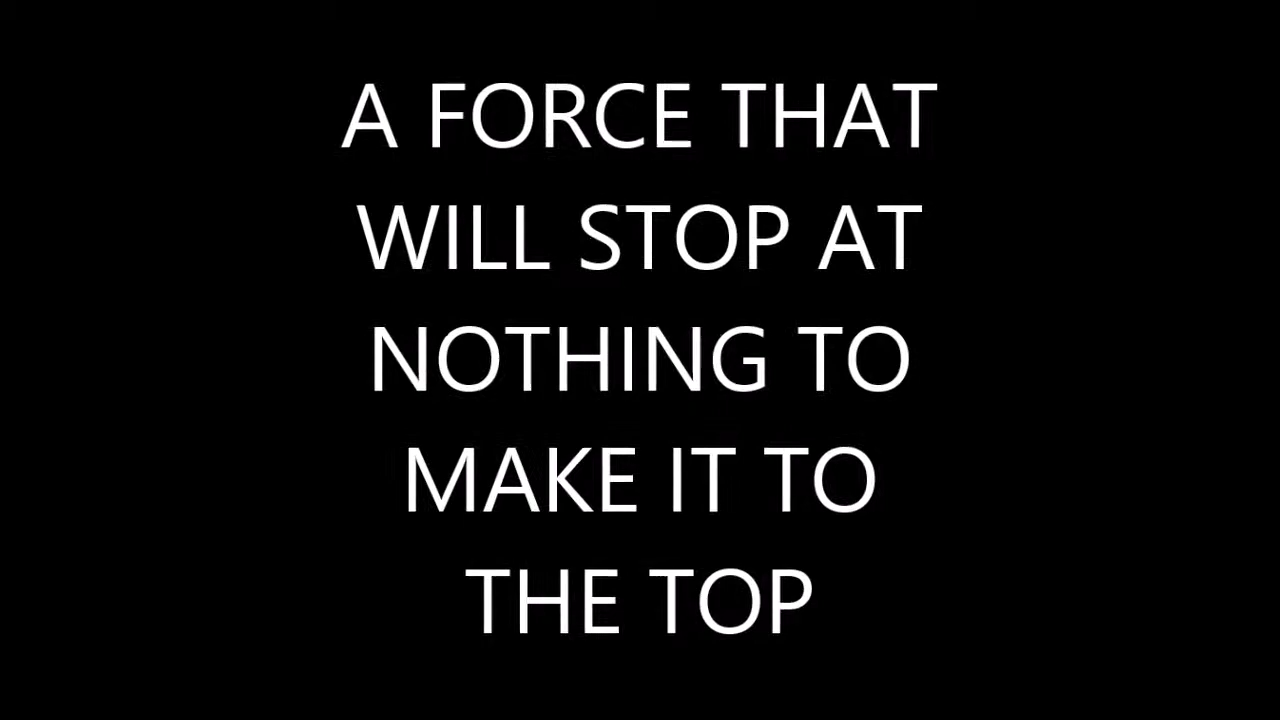 A FORCE THAT
WILL STOP AT
NOTHING TO
MAKE IT TO
THE TOP